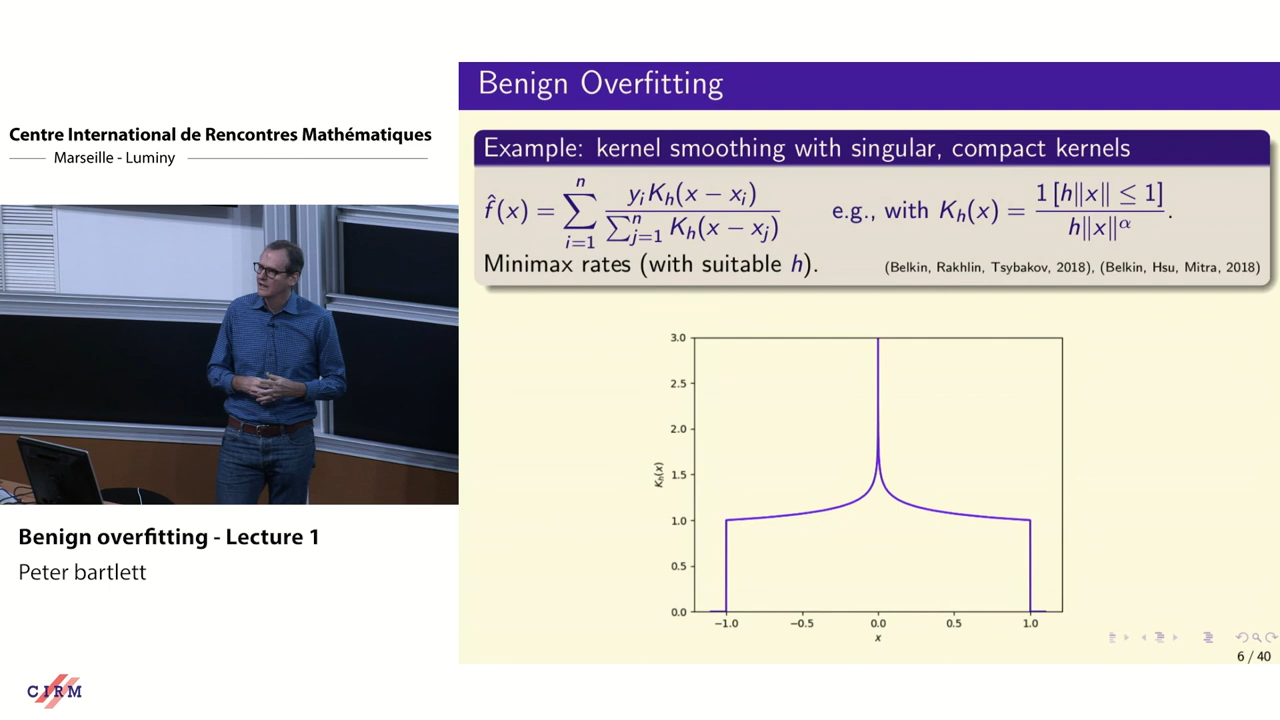 Centre International de Rencontres Mathématiques
Marseille - Luminy
Benign overfitting - Lecture 1
Peter bartlett
CIRM
Benign Overfitting
Example: kernel smoothing with singular, compact kernels
f̂(x) = ∑_{i=1}^{n} y_i K_h(x − x_i) / ∑_{j=1}^{n} K_h(x − x_j) e.g., with K_h(x) = 1[h‖x‖ ≤ 1] / h‖x‖^α.
Minimax rates (with suitable h). (Belkin, Rakhlin, Tsybakov, 2018), (Belkin, Hsu, Mitra, 2018)
3.0
2.5
2.0
1.5
1.0
0.5
0.0
K_h(x)
−1.0 −0.5 0.0 0.5 1.0
x
6 / 40